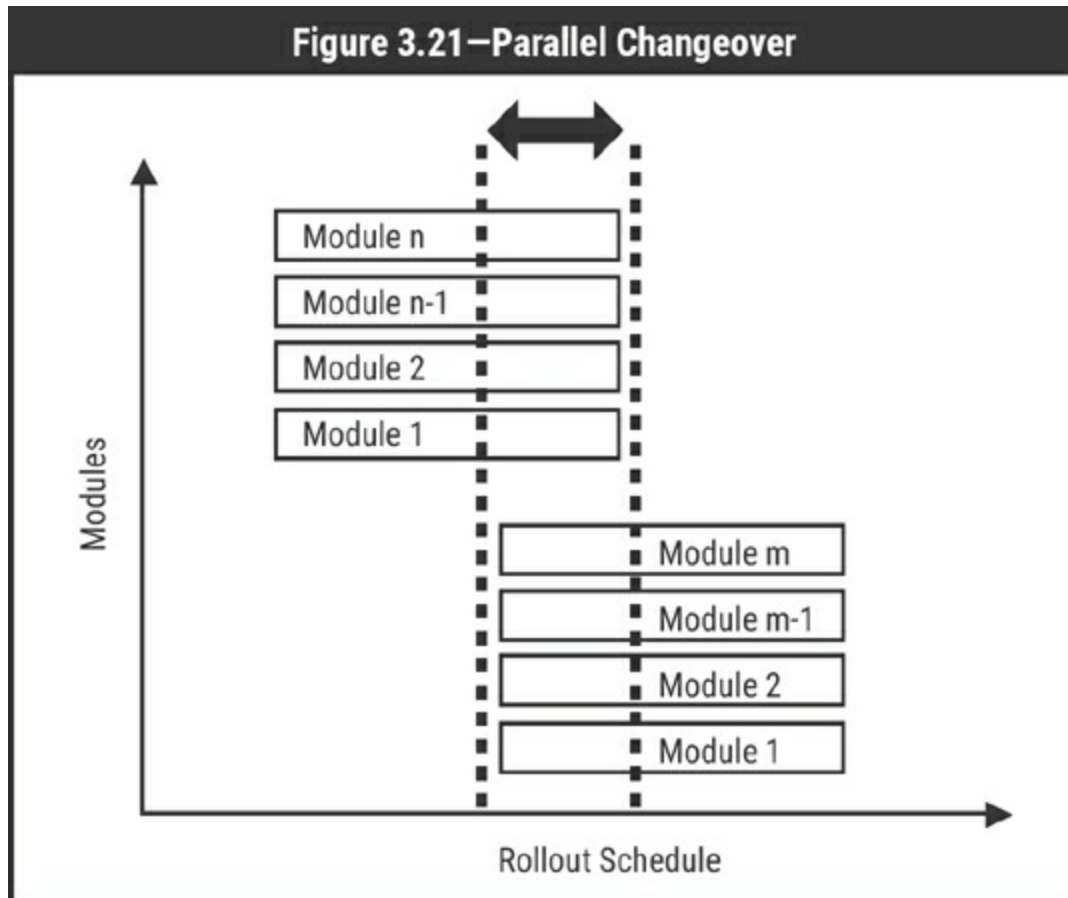 Figure 3.21—Parallel Changeover
Module n
Module n-1
Module 2
Module 1
Modules
Module m
Module m-1
Module 2
Module 1
Rollout Schedule